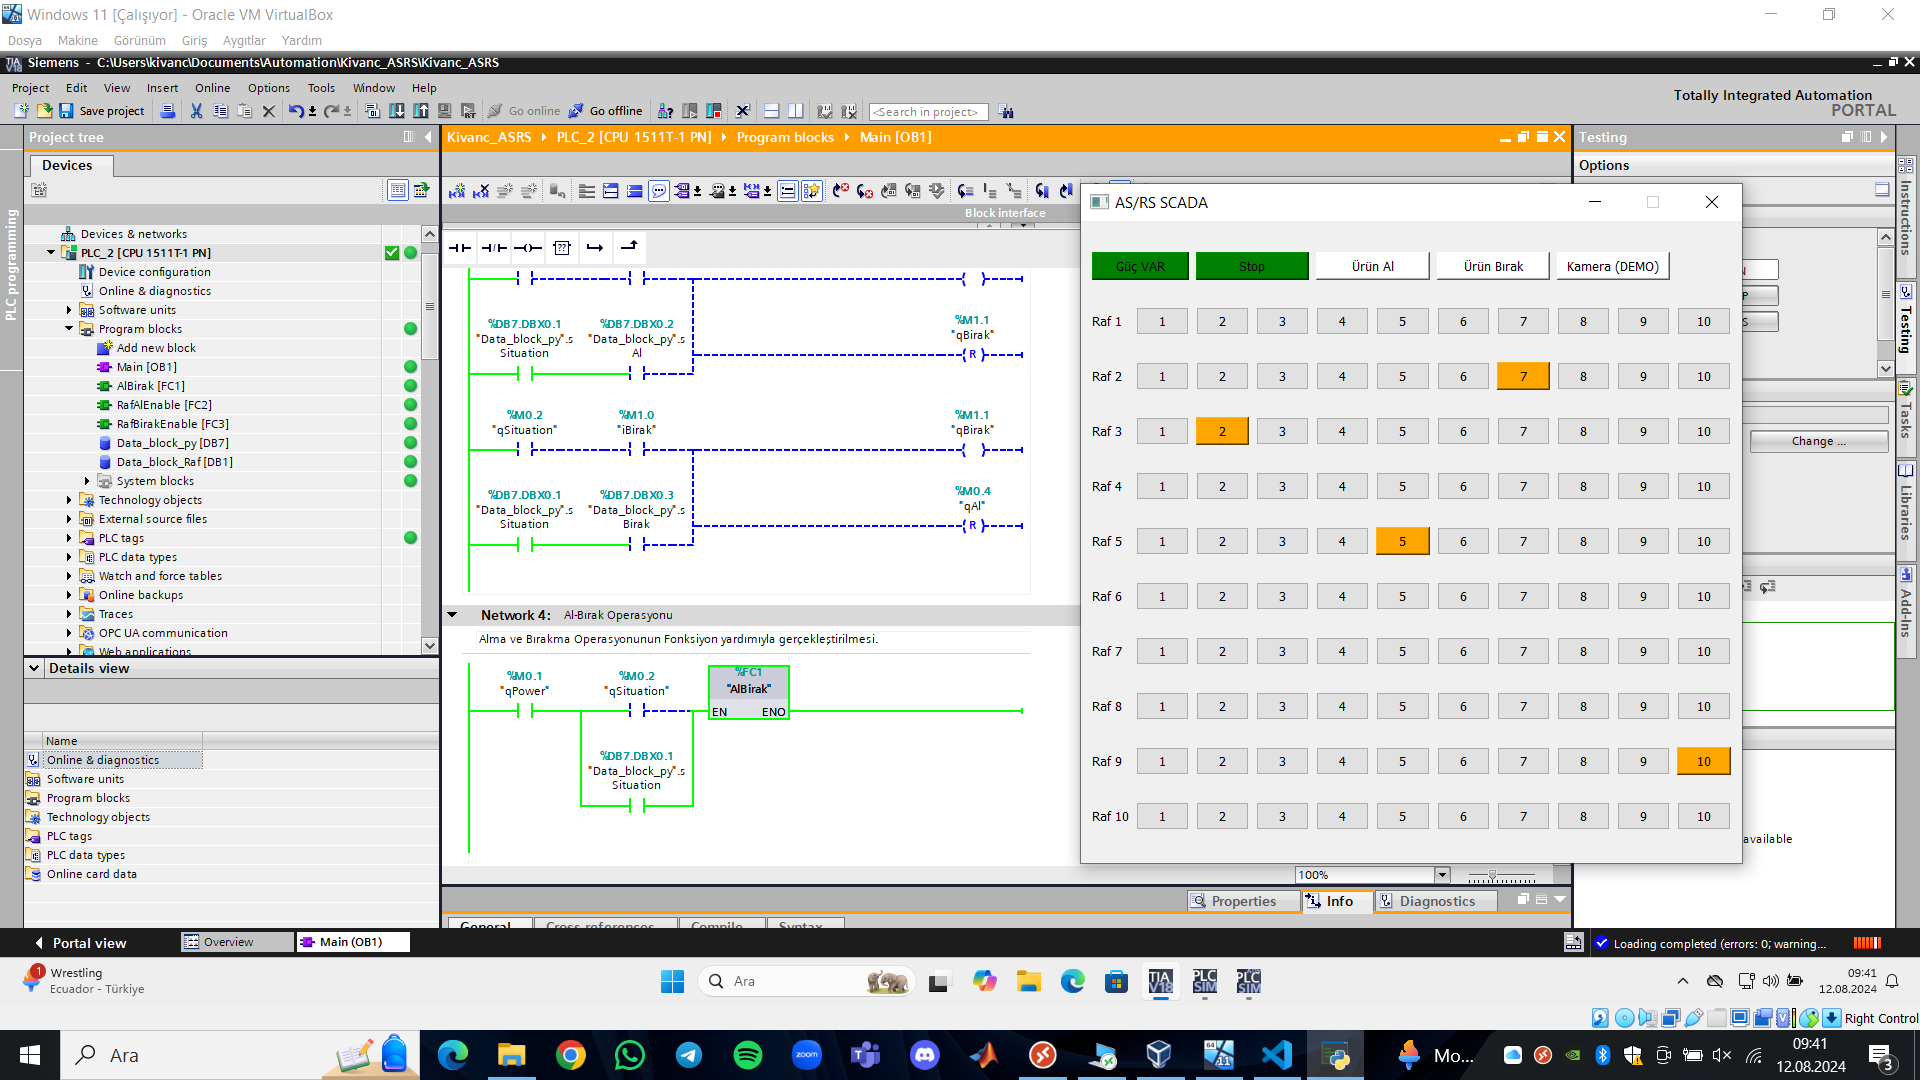 Windows 11 [Çalışıyor] - Oracle VM VirtualBox
Dosya Makine Görünüm Giriş Aygıtlar Yardım
Siemens - C:\Users\kivanc\Documents\Automation\Kivanc_ASRS\Kivanc_ASRS
Project Edit View Insert Online Options Tools Window Help
Save project Go online Go offline <Search in project>
Totally Integrated Automation
PORTAL
Project tree
Devices
PLC programming
Devices & networks
PLC_2 [CPU 1511T-1 PN]
Device configuration
Online & diagnostics
Software units
Program blocks
Add new block
Main [OB1]
AlBirak [FC1]
RafAlEnable [FC2]
RafBirakEnable [FC3]
Data_block_py [DB7]
Data_block_Raf [DB1]
System blocks
Technology objects
External source files
PLC tags
PLC data types
Watch and force tables
Online backups
Traces
OPC UA communication
Web applications
Details view
Name
Online & diagnostics
Software units
Program blocks
Technology objects
PLC tags
PLC data types
Online card data
Kivanc_ASRS PLC_2 [CPU 1511T-1 PN] Program blocks Main [OB1]
Block interface
%DB7.DBX0.1 %DB7.DBX0.2 %M1.1
"Data_block_py".s "Data_block_py".s "qBirak"
Situation Al (R)
%M0.2 %M1.0 %M1.1
"qSituation" "iBirak" "qBirak"
%DB7.DBX0.1 %DB7.DBX0.3 %M0.4
"Data_block_py".s "Data_block_py".s "qAl"
Situation Birak (R)
Network 4: Al-Bırak Operasyonu
Alma ve Bırakma Operasyonunun Fonksiyon yardımıyla gerçekleştirilmesi.
%M0.1 %M0.2 %FC1
"qPower" "qSituation" "AlBirak"
EN ENO
%DB7.DBX0.1
"Data_block_py".s
Situation
100%
Properties Info Diagnostics
General Cross-references Compile Syntax
Testing
Options
Change ...
available
Instructions
Testing
Tasks
Libraries
Add-Ins
AS/RS SCADA
Güç VAR Stop Ürün Al Ürün Bırak Kamera (DEMO)
Raf 1 1 2 3 4 5 6 7 8 9 10
Raf 2 1 2 3 4 5 6 7 8 9 10
Raf 3 1 2 3 4 5 6 7 8 9 10
Raf 4 1 2 3 4 5 6 7 8 9 10
Raf 5 1 2 3 4 5 6 7 8 9 10
Raf 6 1 2 3 4 5 6 7 8 9 10
Raf 7 1 2 3 4 5 6 7 8 9 10
Raf 8 1 2 3 4 5 6 7 8 9 10
Raf 9 1 2 3 4 5 6 7 8 9 10
Raf 10 1 2 3 4 5 6 7 8 9 10
Portal view Overview Main (OB1) Loading completed (errors: 0; warning...
1
Wrestling
Ecuador - Türkiye
Ara
TIA V18
PLC SIM
PLC SIM
09:41
12.08.2024
Right Control
Ara
zoom
Mo...
09:41
12.08.2024
3